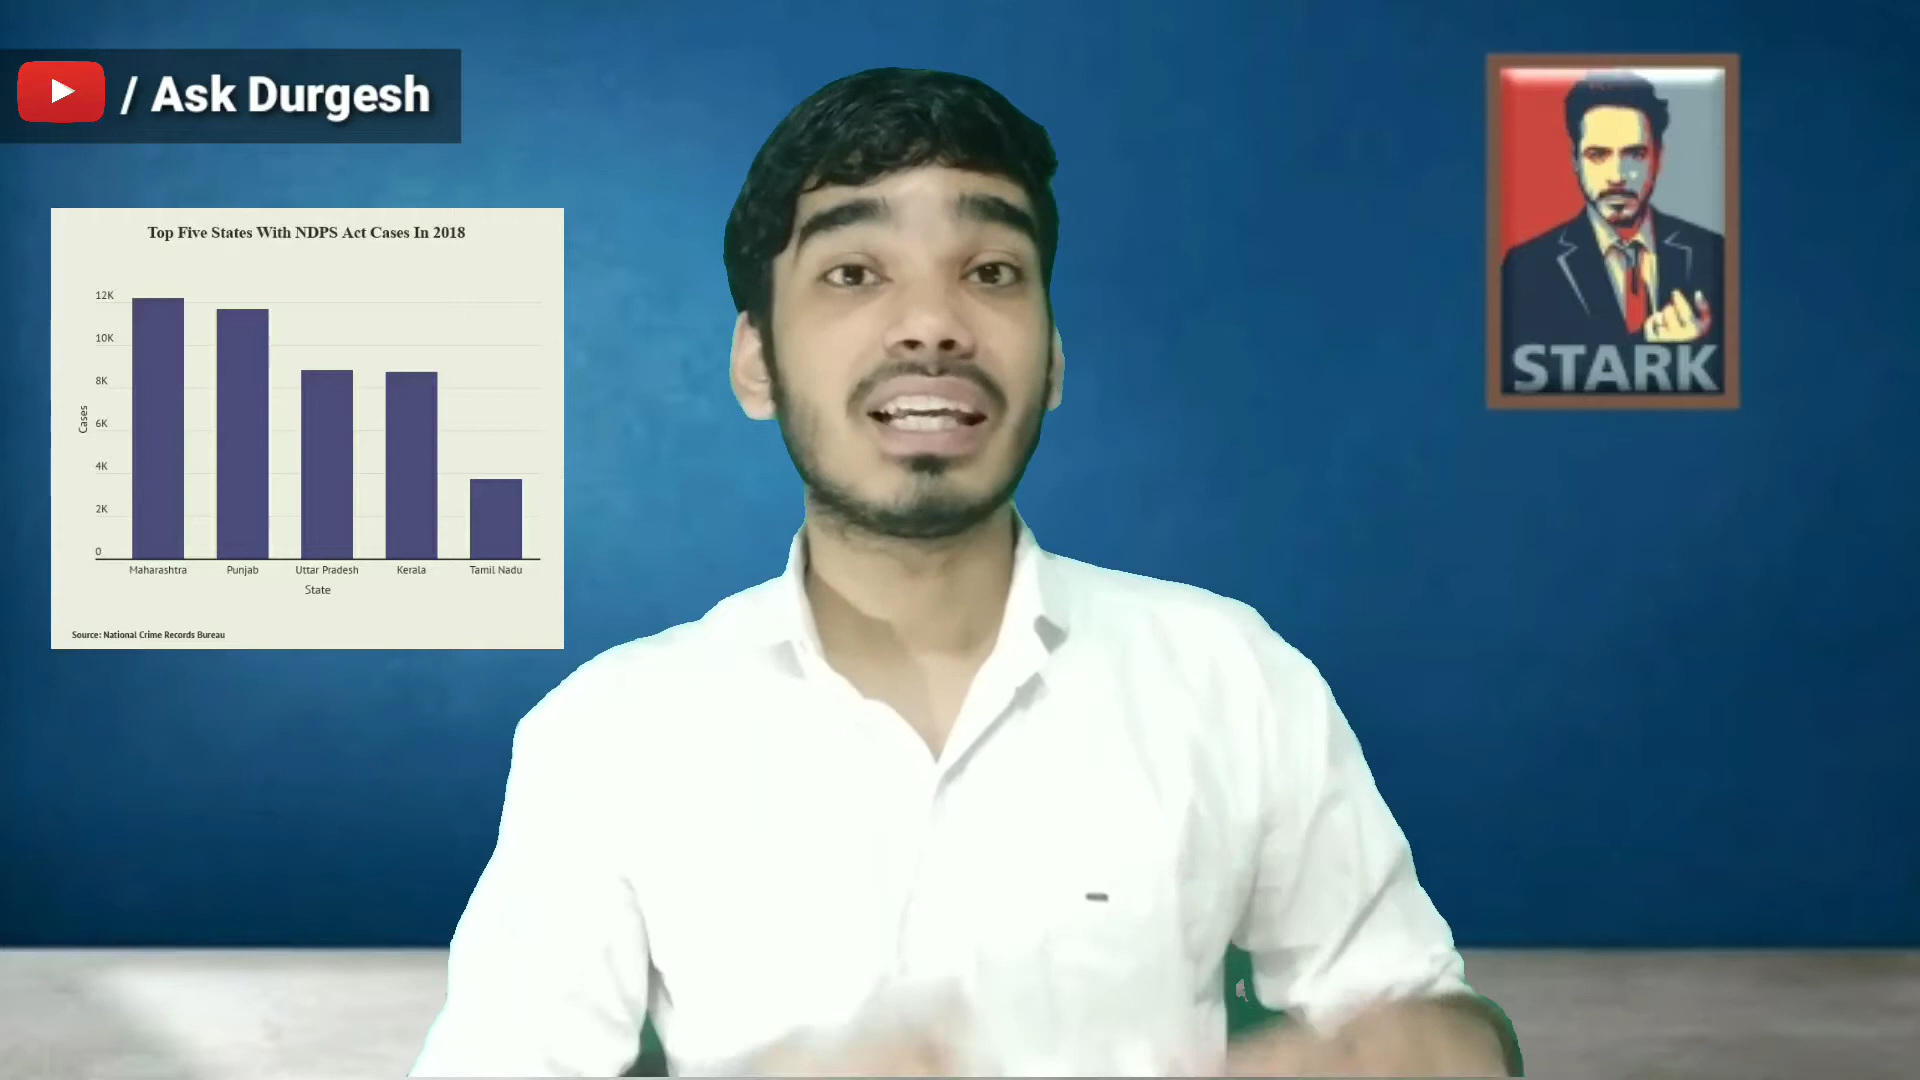 / Ask Durgesh
Top Five States With NDPS Act Cases In 2018
12K
10K
8K
6K
4K
2K
0
Cases
Maharashtra Punjab Uttar Pradesh Kerala Tamil Nadu
State
Source: National Crime Records Bureau
STARK